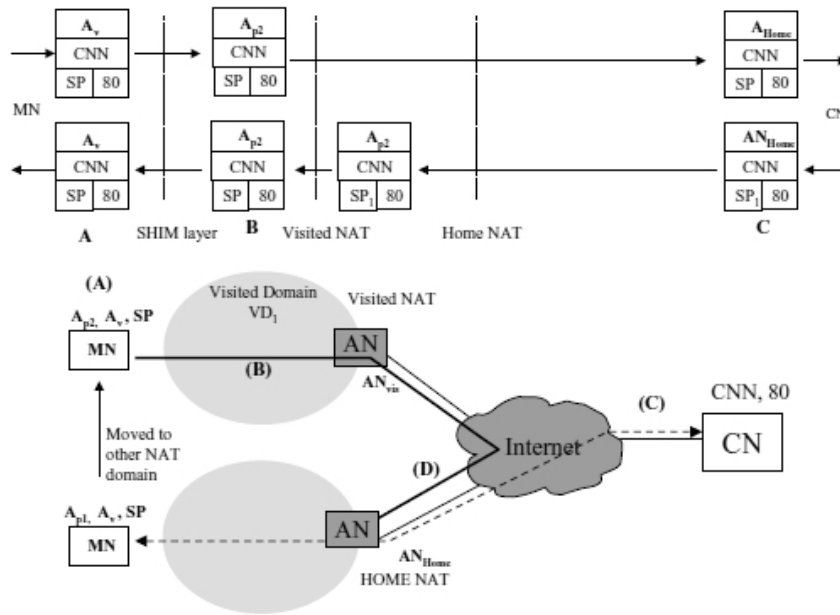 A_v
CNN
SP 80
A_p2
CNN
SP 80
A_Home
CNN
SP 80
MN
CN
A_v
CNN
SP 80
A_p2
CNN
SP 80
A_p2
CNN
SP_1 80
AN_Home
CNN
SP_1 80
A
SHIM layer
B
Visited NAT
Home NAT
C
(A)
A_p2, A_v, SP
MN
Visited Domain
VD_1
Visited NAT
AN
(B)
AN_vis
Moved to
other NAT
domain
Internet
(C)
CNN, 80
CN
(D)
A_p1, A_v, SP
MN
AN
AN_Home
HOME NAT